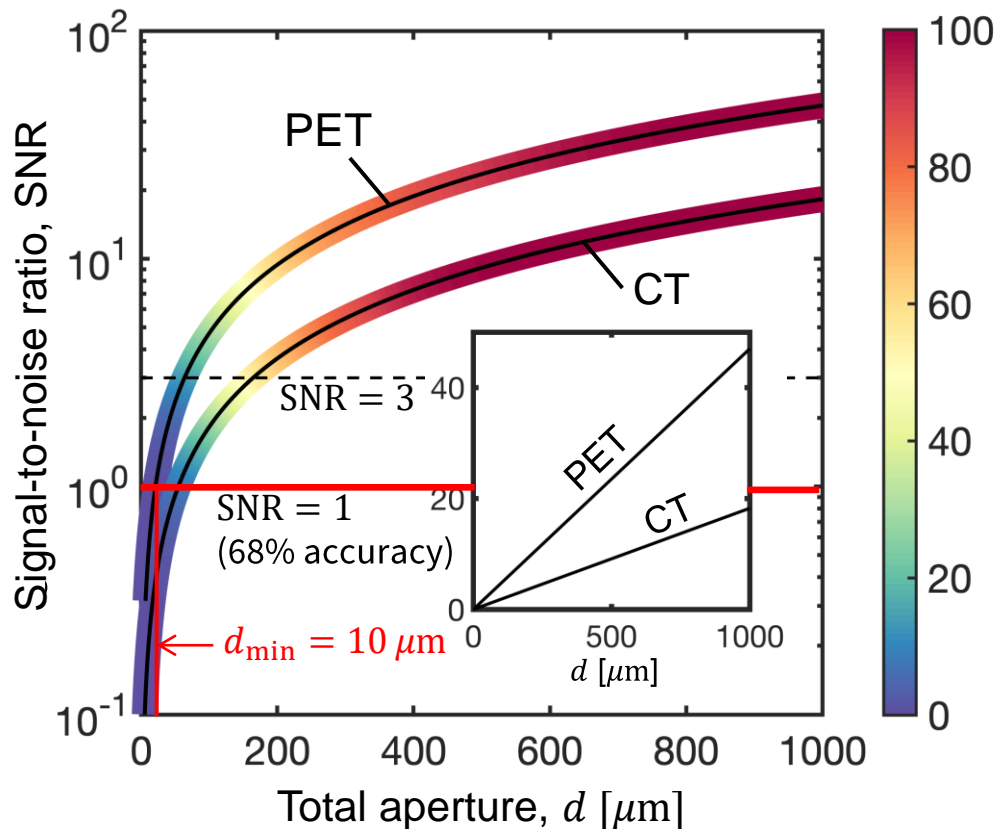 Signal-to-noise ratio, SNR
10²
10¹
10⁰
10⁻¹
PET
CT
SNR = 3
SNR = 1
(68% accuracy)
d_min = 10 μm
40
20
0
PET
CT
0 500 1000
d [μm]
0 200 400 600 800 1000
Total aperture, d [μm]
100
80
60
40
20
0